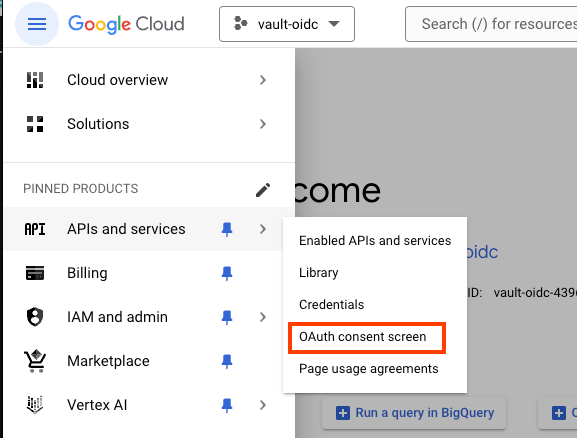 Google Cloud
vault-oidc
Search (/) for resources
Cloud overview
Solutions
PINNED PRODUCTS
come
API APIs and services
Enabled APIs and services
oidc
Billing
Library
ID: vault-oidc-439
IAM and admin
Credentials
OAuth consent screen
Marketplace
Page usage agreements
Vertex AI
Run a query in BigQuery